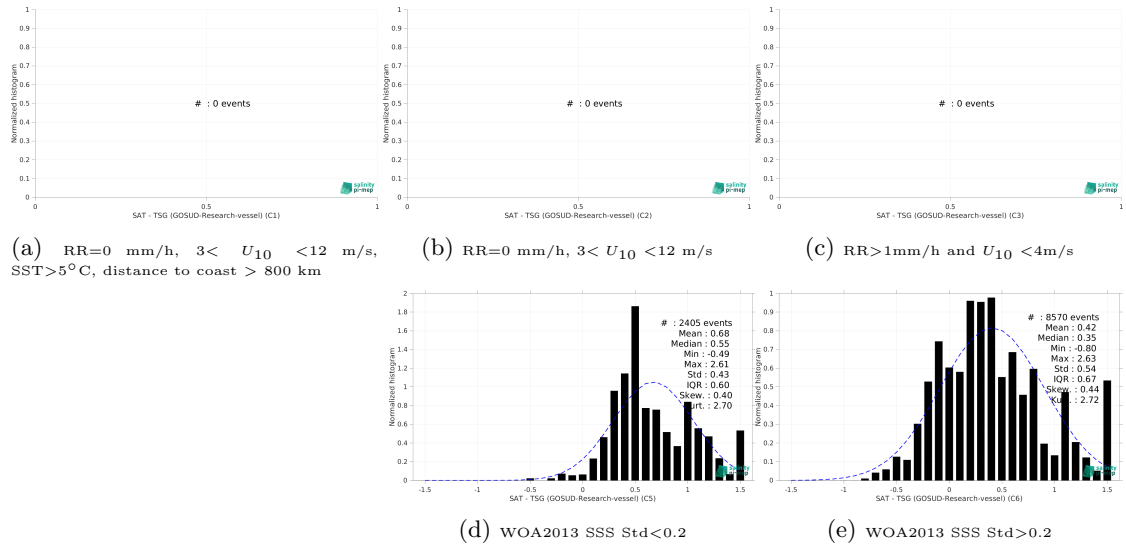 1
0.9
0.8
0.7
0.6
0.5
0.4
0.3
0.2
0.1
0
Normalized histogram
# : 0 events
salinity
pi-mep
0 0.5 1
SAT - TSG (GOSUD-Research-vessel) (C1)
1
0.9
0.8
0.7
0.6
0.5
0.4
0.3
0.2
0.1
0
Normalized histogram
# : 0 events
salinity
pi-mep
0 0.5 1
SAT - TSG (GOSUD-Research-vessel) (C2)
1
0.9
0.8
0.7
0.6
0.5
0.4
0.3
0.2
0.1
0
Normalized histogram
# : 0 events
salinity
pi-mep
0 0.5 1
SAT - TSG (GOSUD-Research-vessel) (C3)
(a) RR=0 mm/h, 3< U10 <12 m/s,
SST>5°C, distance to coast > 800 km
(b) RR=0 mm/h, 3< U10 <12 m/s
(c) RR>1mm/h and U10 <4m/s
2
1.8
1.6
1.4
1.2
1
0.8
0.6
0.4
0.2
0
Normalized histogram
# : 2405 events
Mean : 0.68
Median : 0.55
Min : -0.49
Max : 2.61
Std : 0.43
IQR : 0.60
Skew. : 0.40
Kurt. : 2.70
salinity
pi-mep
-1.5 -1 -0.5 0 0.5 1 1.5
SAT - TSG (GOSUD-Research-vessel) (C5)
1
0.9
0.8
0.7
0.6
0.5
0.4
0.3
0.2
0.1
0
Normalized histogram
# : 8570 events
Mean : 0.42
Median : 0.35
Min : -0.80
Max : 2.63
Std : 0.54
IQR : 0.67
Skew. : 0.44
Kurt. : 2.72
salinity
pi-mep
-1.5 -1 -0.5 0 0.5 1 1.5
SAT - TSG (GOSUD-Research-vessel) (C6)
(d) WOA2013 SSS Std<0.2
(e) WOA2013 SSS Std>0.2